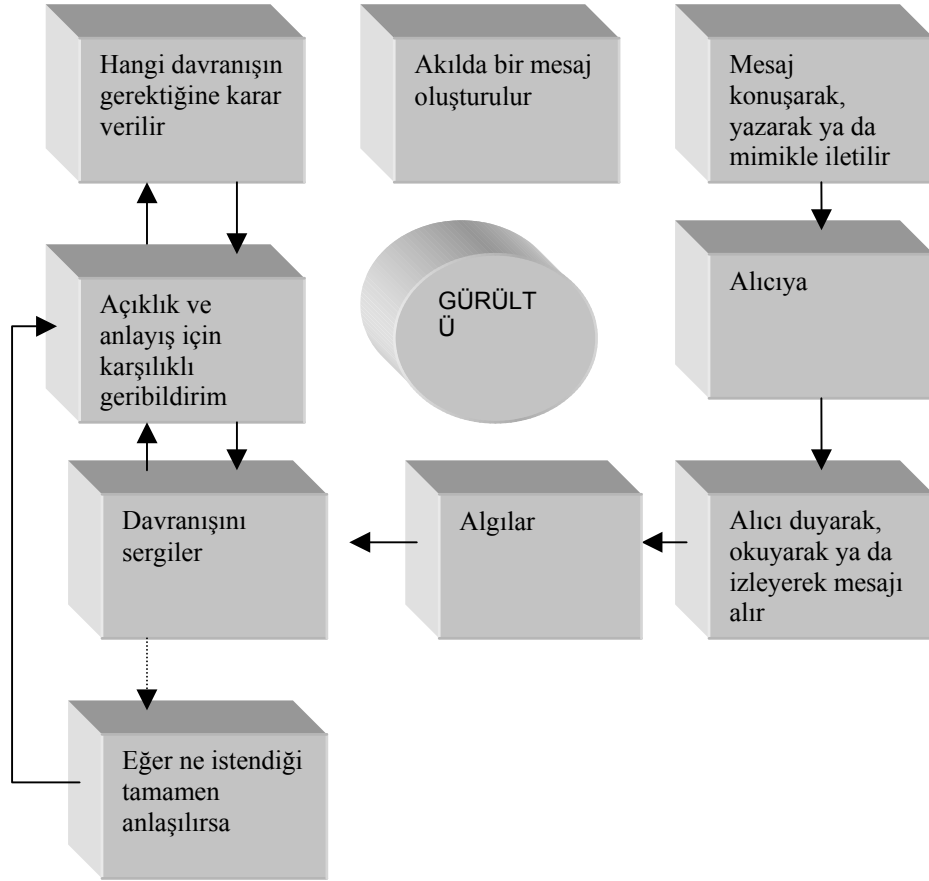 Hangi davranışın
gerektiğine karar
verilir
Akılda bir mesaj
oluşturulur
Mesaj
konuşarak,
yazarak ya da
mimikle iletilir
Açıklık ve
anlayış için
karşılıklı
geribildirim
GÜRÜLT
Ü
Alıcıya
Davranışını
sergiler
Algılar
Alıcı duyarak,
okuyarak ya da
izleyerek mesajı
alır
Eğer ne istendiği
tamamen
anlaşılırsa